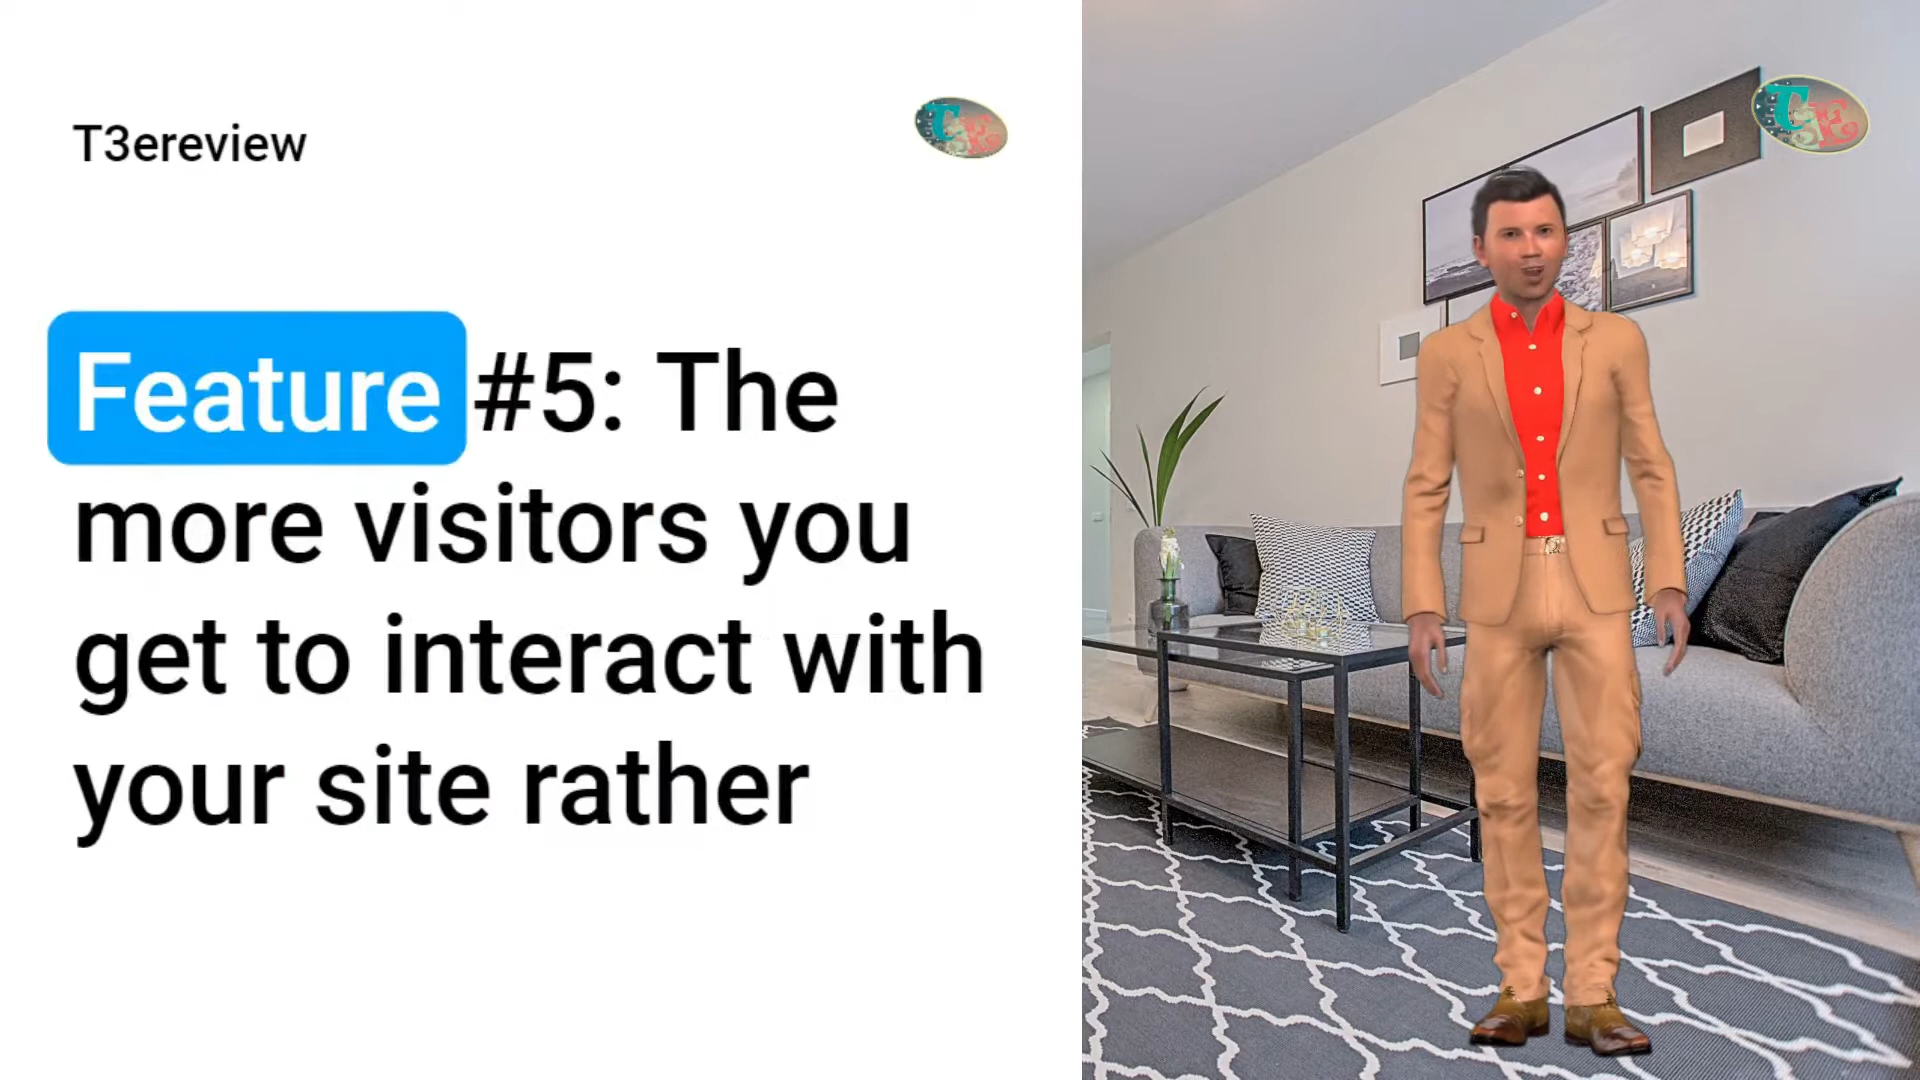 T3ereview
Feature #5: The
more visitors you
get to interact with
your site rather